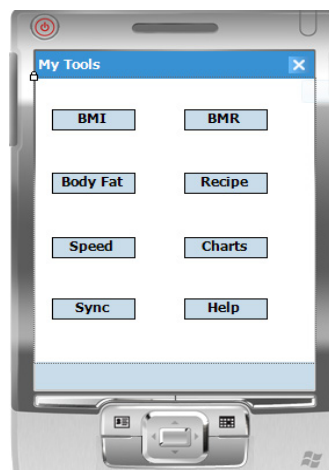 My Tools
BMI BMR
Body Fat Recipe
Speed Charts
Sync Help